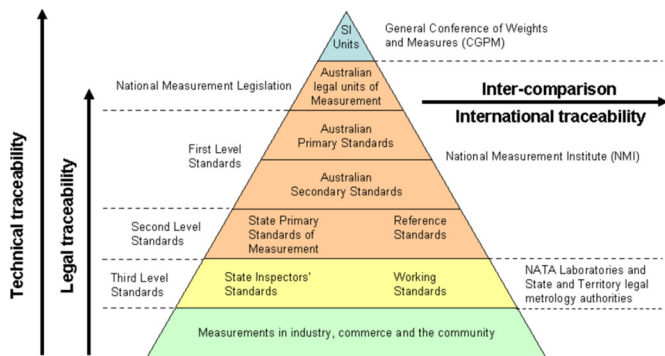 SI
Units
General Conference of Weights
and Measures (CGPM)
National Measurement Legislation
Australian
legal units of
Measurement
Inter-comparison
International traceability
First Level
Standards
Australian
Primary Standards
National Measurement Institute (NMI)
Australian
Secondary Standards
Second Level
Standards
State Primary
Standards of
Measurement
Reference
Standards
Third Level
Standards
State Inspectors'
Standards
Working
Standards
NATA Laboratories and
State and Territory legal
metrology authorities
Measurements in industry, commerce and the community
Technical traceability
Legal traceability